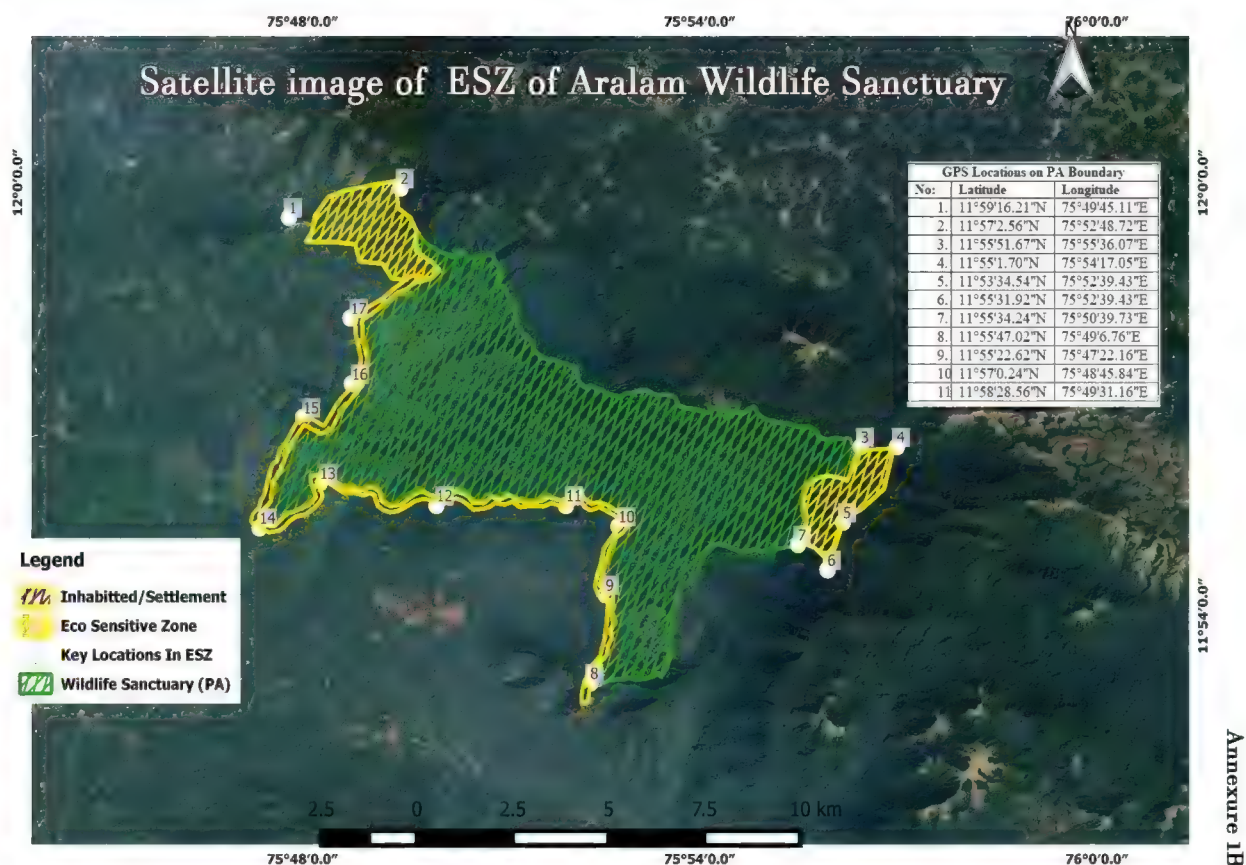 75°48'0.0"
75°54'0.0"
76°0'0.0"
N
Satellite image of ESZ of Aralam Wildlife Sanctuary
12°0'0.0"
12°0'0.0"
GPS Locations on PA Boundary
No: Latitude Longitude
1. 11°59'16.21"N 75°49'45.11"E
2. 11°57'2.56"N 75°52'48.72"E
3. 11°55'51.67"N 75°55'36.07"E
4. 11°55'1.70"N 75°54'17.05"E
5. 11°53'34.54"N 75°52'39.43"E
6. 11°55'31.92"N 75°52'39.43"E
7. 11°55'34.24"N 75°50'39.73"E
8. 11°55'47.02"N 75°49'6.76"E
9. 11°55'22.62"N 75°47'22.16"E
10 11°57'0.24"N 75°48'45.84"E
11 11°58'28.56"N 75°49'31.16"E
2
1
17
16
15
3
4
13
14
12
11
10
5
7
6
9
8
Legend
Inhabitted/Settlement
Eco Sensitive Zone
Key Locations In ESZ
Wildlife Sanctuary (PA)
11°54'0.0"
Annexure 1B
2.5 0 2.5 5 7.5 10 km
75°48'0.0"
75°54'0.0"
76°0'0.0"